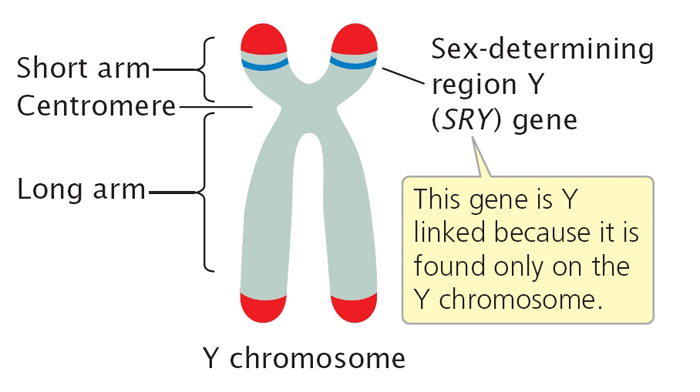 Short arm
Centromere
Long arm
Sex-determining
region Y
(SRY) gene
This gene is Y
linked because it is
found only on the
Y chromosome.
Y chromosome